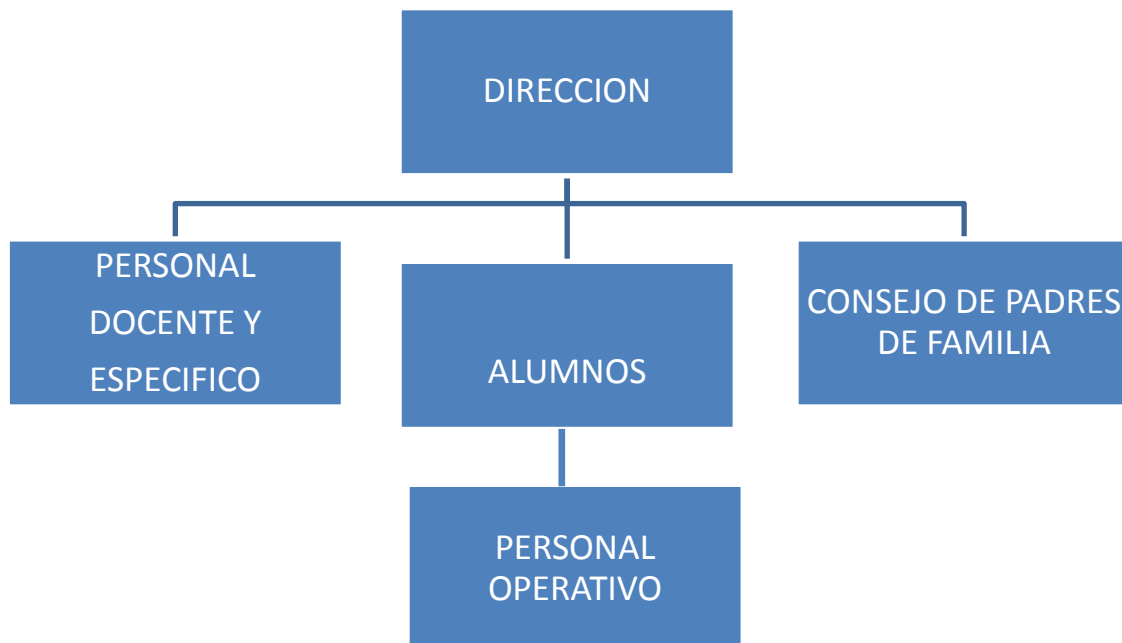 DIRECCION
PERSONAL
DOCENTE Y
ESPECIFICO
ALUMNOS
CONSEJO DE PADRES
DE FAMILIA
PERSONAL
OPERATIVO